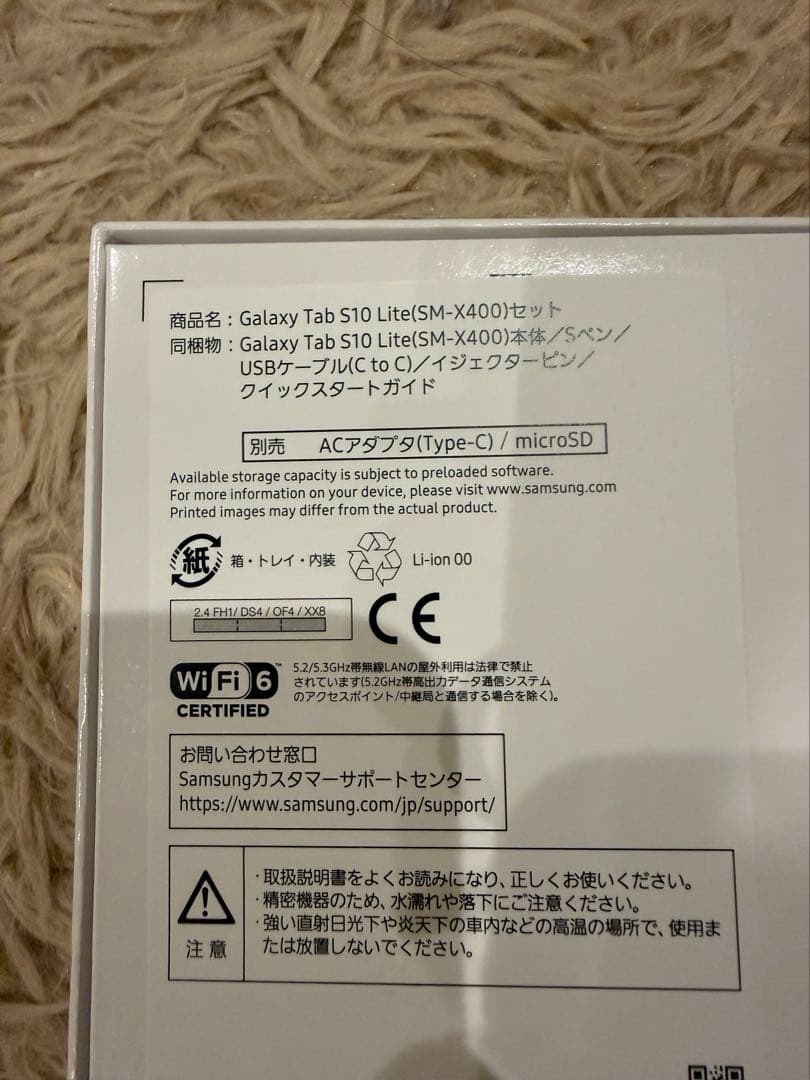 商品名：Galaxy Tab S10 Lite(SM-X400)セット
同梱物：Galaxy Tab S10 Lite(SM-X400)本体／Sペン／
USBケーブル(C to C)／イジェクターピン／
クイックスタートガイド
別売 ACアダプタ(Type-C) / microSD
Available storage capacity is subject to preloaded software.
For more information on your device, please visit www.samsung.com
Printed images may differ from the actual product.
紙 箱・トレイ・内装 Li-ion 00
2.4 FH1/ DS4 / OF4 / XX8
CE
Wi Fi 6™
CERTIFIED
5.2/5.3GHz帯無線LANの屋外利用は法律で禁止
されています(5.2GHz帯高出力データ通信システム
のアクセスポイント/中継局と通信する場合を除く)。
お問い合わせ窓口
Samsungカスタマーサポートセンター
https://www.samsung.com/jp/support/
注意
・取扱説明書をよくお読みになり、正しくお使いください。
・精密機器のため、水濡れや落下にご注意ください。
・強い直射日光下や炎天下の車内などの高温の場所で、使用ま
たは放置しないでください。